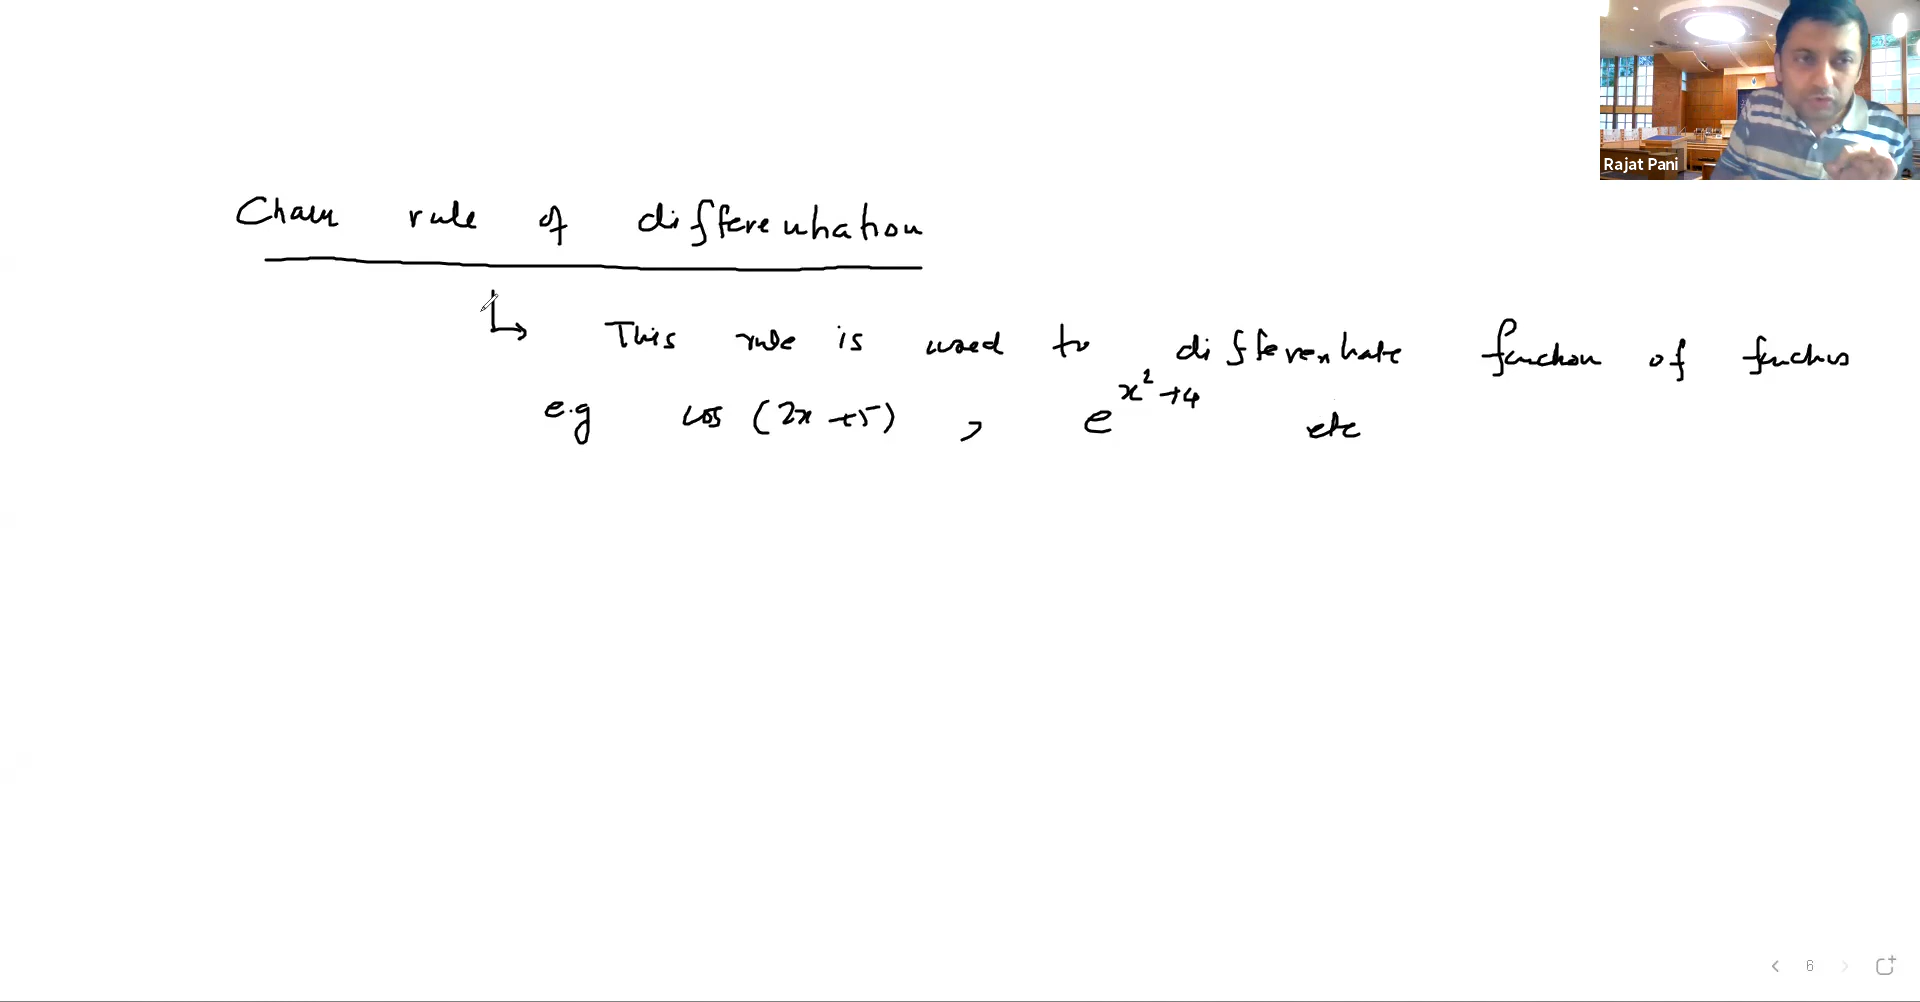 Rajat Pani
Chain rule of differentiation
↳ This rule is used to differentiate function of functions
e.g cos (2x+5) , e^{x^2+4} etc
6